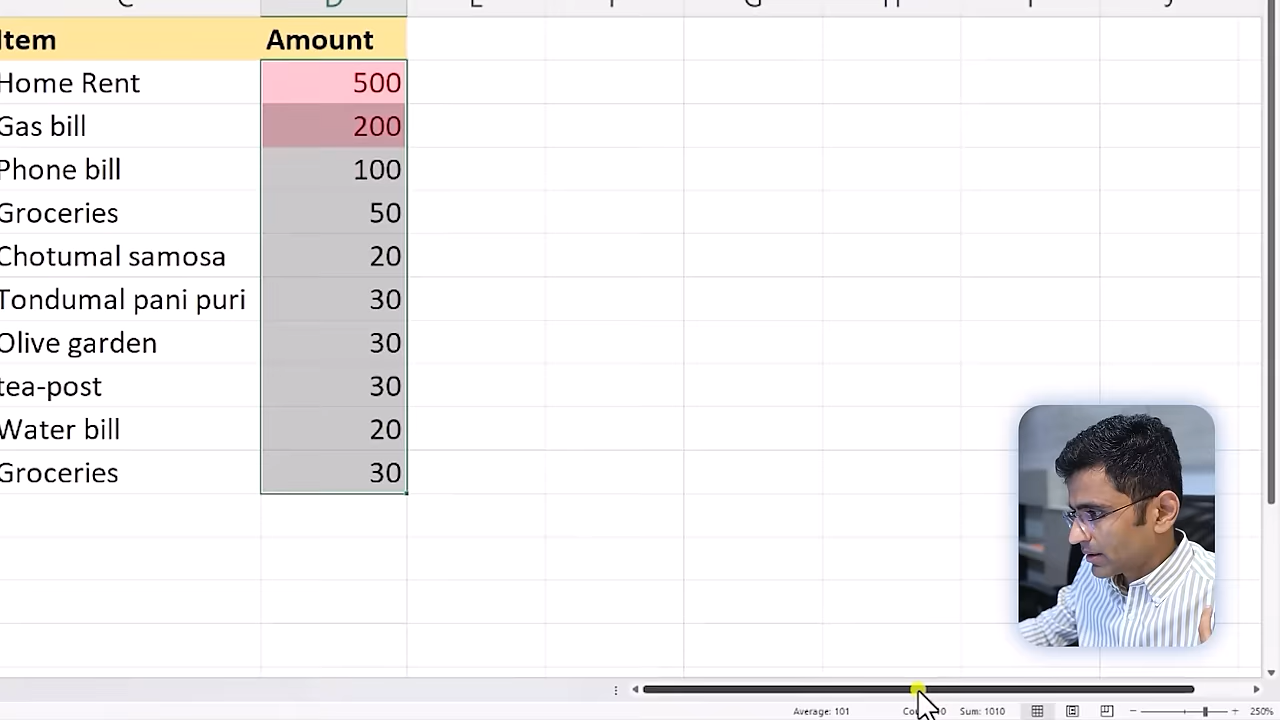 Item Amount
Home Rent 500
Gas bill 200
Phone bill 100
Groceries 50
Chotumal samosa 20
Tondumal pani puri 30
Olive garden 30
tea-post 30
Water bill 20
Groceries 30
Average: 101 Sum: 1010 250%